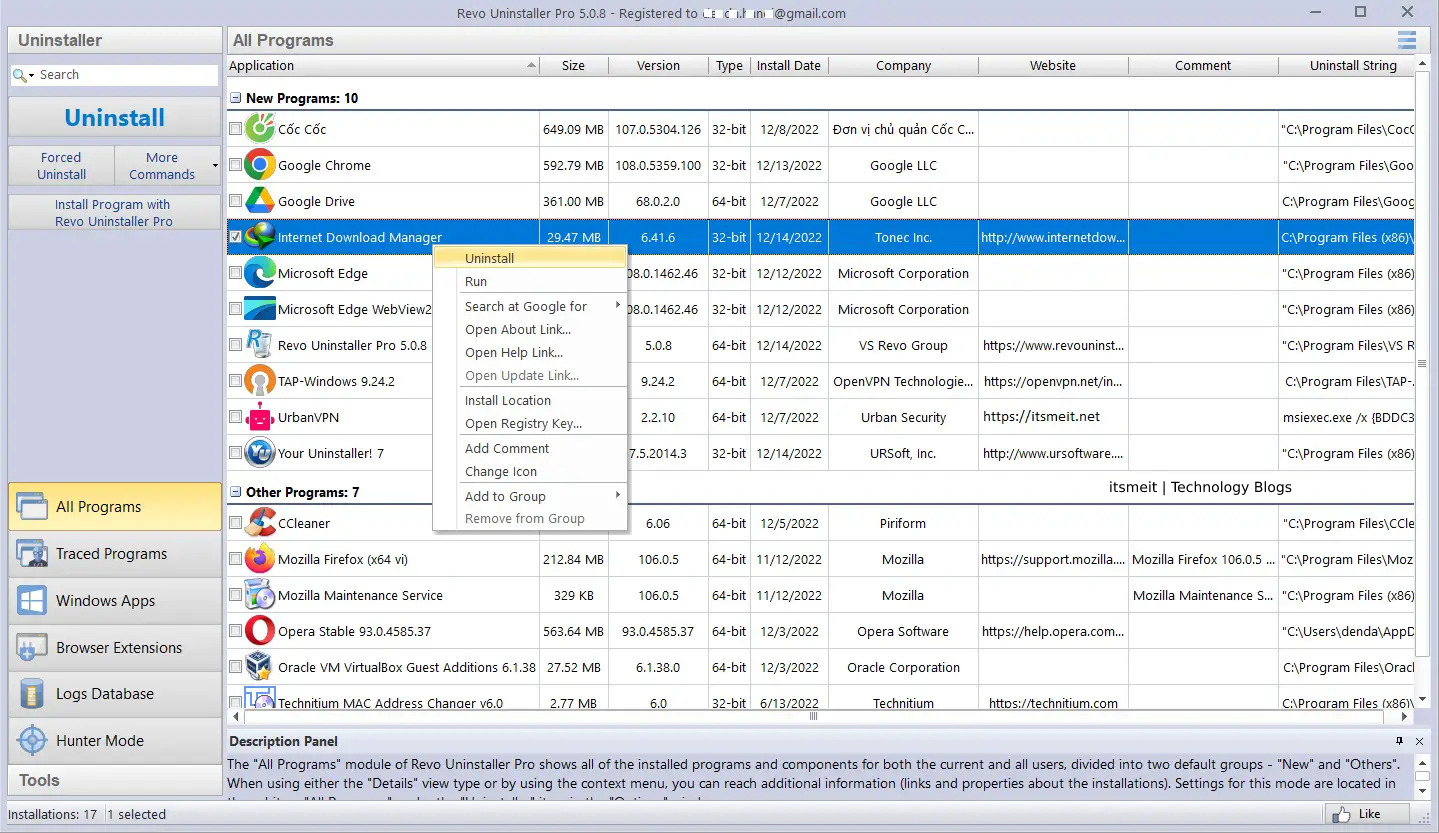 Revo Uninstaller Pro 5.0.8 - Registered to @gmail.com
Uninstaller
All Programs
Search
Uninstall
Forced Uninstall
More Commands
Install Program with
Revo Uninstaller Pro
Application Size Version Type Install Date Company Website Comment Uninstall String
New Programs: 10
Cốc Cốc 649.09 MB 107.0.5304.126 32-bit 12/8/2022 Đơn vị chủ quản Cốc C... "C:\Program Files\CocC
Google Chrome 592.79 MB 108.0.5359.100 32-bit 12/13/2022 Google LLC "C:\Program Files\Goo
Google Drive 361.00 MB 68.0.2.0 64-bit 12/7/2022 Google LLC C:\Program Files\Goog
Internet Download Manager 29.47 MB 6.41.6 32-bit 12/14/2022 Tonec Inc. http://www.internetdow... C:\Program Files (x86)\
Microsoft Edge 08.0.1462.46 32-bit 12/12/2022 Microsoft Corporation "C:\Program Files (x86)
Microsoft Edge WebView2 08.0.1462.46 32-bit 12/12/2022 Microsoft Corporation "C:\Program Files (x86)
Revo Uninstaller Pro 5.0.8 5.0.8 64-bit 12/14/2022 VS Revo Group https://www.revouninst... "C:\Program Files\VS R
TAP-Windows 9.24.2 9.24.2 64-bit 12/7/2022 OpenVPN Technologie... https://openvpn.net/in... C:\Program Files\TAP-
UrbanVPN 2.2.10 64-bit 12/7/2022 Urban Security https://itsmeit.net msiexec.exe /x {BDDC3
Your Uninstaller! 7 7.5.2014.3 32-bit 12/14/2022 URSoft, Inc. http://www.ursoftware.... "C:\Program Files (x86)
Uninstall
Run
Search at Google for
Open About Link...
Open Help Link...
Open Update Link...
Install Location
Open Registry Key...
Add Comment
Change Icon
Add to Group
Remove from Group
Other Programs: 7
itsmeit | Technology Blogs
CCleaner 6.06 64-bit 12/5/2022 Piriform "C:\Program Files\CCle
Mozilla Firefox (x64 vi) 212.84 MB 106.0.5 64-bit 11/12/2022 Mozilla https://support.mozilla.... Mozilla Firefox 106.0.5 ... "C:\Program Files\Moz
Mozilla Maintenance Service 329 KB 106.0.5 64-bit 11/12/2022 Mozilla Mozilla Maintenance S... "C:\Program Files (x86)
Opera Stable 93.0.4585.37 563.64 MB 93.0.4585.37 64-bit 12/3/2022 Opera Software https://help.opera.com... "C:\Users\denda\AppD
Oracle VM VirtualBox Guest Additions 6.1.38 27.52 MB 6.1.38.0 64-bit 12/3/2022 Oracle Corporation C:\Program Files\Oracl
Technitium MAC Address Changer v6.0 2.77 MB 6.0 32-bit 6/13/2022 Technitium https://technitium.com C:\Program Files (x86)\
All Programs
Traced Programs
Windows Apps
Browser Extensions
Logs Database
Hunter Mode
Tools
Description Panel
The "All Programs" module of Revo Uninstaller Pro shows all of the installed programs and components for both the current and all users, divided into two default groups - "New" and "Others".
When using either the "Details" view type or by using the context menu, you can reach additional information (links and properties about the installations). Settings for this mode are located in
Installations: 17 1 selected
Like